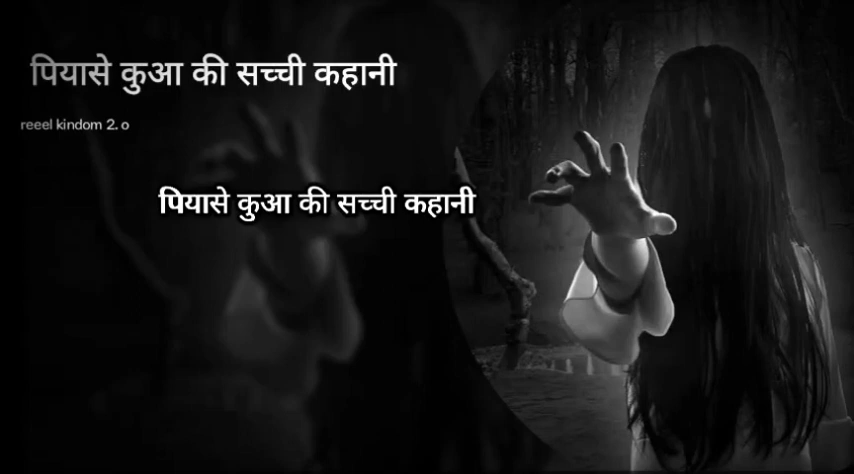 पियासे कुआ की सच्ची कहानी
reeel kindom 2. o
पियासे कुआ की सच्ची कहानी